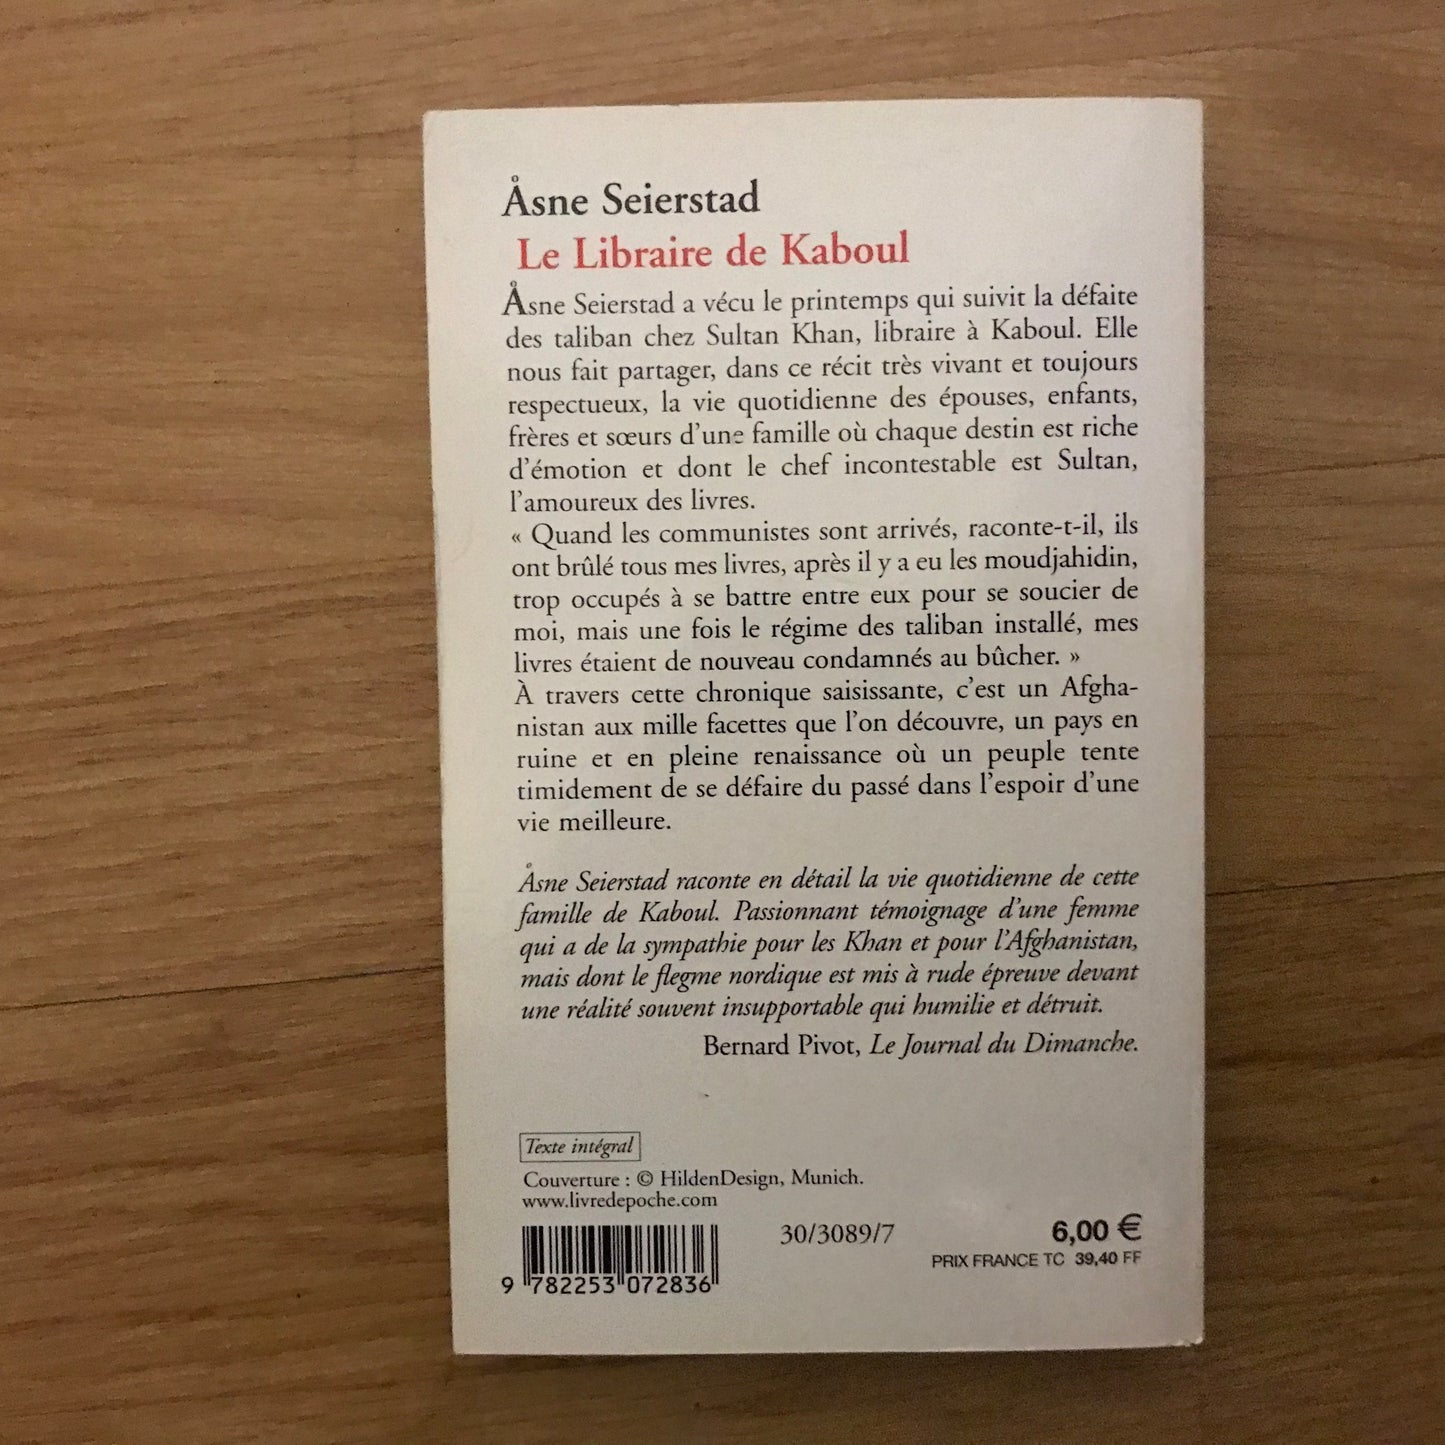 Åsne Seierstad
Le Libraire de Kaboul
Åsne Seierstad a vécu le printemps qui suivit la défaite
des taliban chez Sultan Khan, libraire à Kaboul. Elle
nous fait partager, dans ce récit très vivant et toujours
respectueux, la vie quotidienne des épouses, enfants,
frères et sœurs d'une famille où chaque destin est riche
d'émotion et dont le chef incontestable est Sultan,
l'amoureux des livres.
« Quand les communistes sont arrivés, raconte-t-il, ils
ont brûlé tous mes livres, après il y a eu les moudjahidin,
trop occupés à se battre entre eux pour se soucier de
moi, mais une fois le régime des taliban installé, mes
livres étaient de nouveau condamnés au bûcher. »
À travers cette chronique saisissante, c'est un Afgha-
nistan aux mille facettes que l'on découvre, un pays en
ruine et en pleine renaissance où un peuple tente
timidement de se défaire du passé dans l'espoir d'une
vie meilleure.
Åsne Seierstad raconte en détail la vie quotidienne de cette
famille de Kaboul. Passionnant témoignage d'une femme
qui a de la sympathie pour les Khan et pour l'Afghanistan,
mais dont le flegme nordique est mis à rude épreuve devant
une réalité souvent insupportable qui humilie et détruit.
Bernard Pivot, Le Journal du Dimanche.
Texte intégral
Couverture : © HildenDesign, Munich.
www.livredepoche.com
30/3089/7
6,00 €
PRIX FRANCE TC 39,40 FF
9 782253 072836